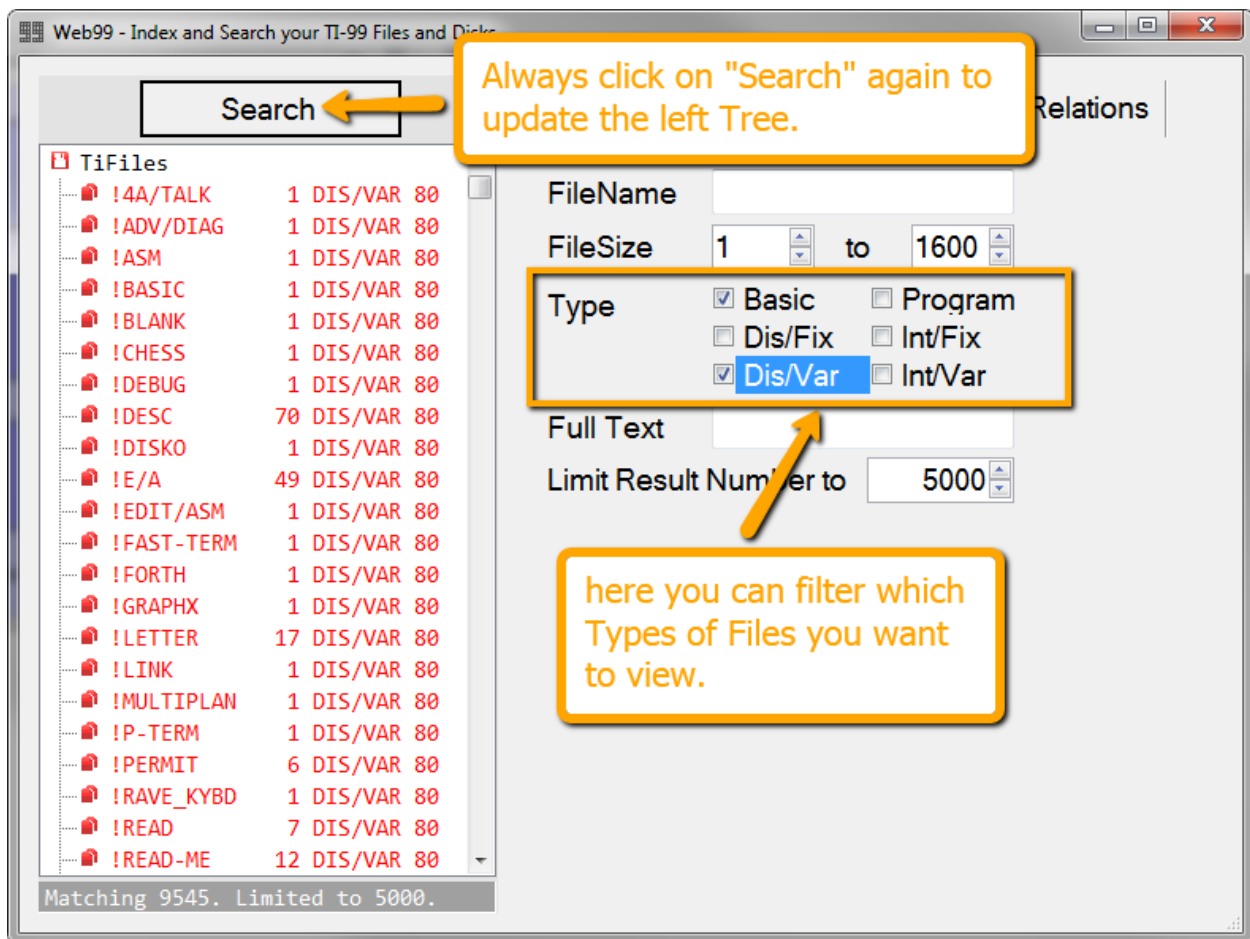 Web99 - Index and Search your TI-99 Files and Disks
Always click on "Search" again to
update the left Tree.
Search
Relations
TiFiles
!4A/TALK 1 DIS/VAR 80
!ADV/DIAG 1 DIS/VAR 80
!ASM 1 DIS/VAR 80
!BASIC 1 DIS/VAR 80
!BLANK 1 DIS/VAR 80
!CHESS 1 DIS/VAR 80
!DEBUG 1 DIS/VAR 80
!DESC 70 DIS/VAR 80
!DISKO 1 DIS/VAR 80
!E/A 49 DIS/VAR 80
!EDIT/ASM 1 DIS/VAR 80
!FAST-TERM 1 DIS/VAR 80
!FORTH 1 DIS/VAR 80
!GRAPHX 1 DIS/VAR 80
!LETTER 17 DIS/VAR 80
!LINK 1 DIS/VAR 80
!MULTIPLAN 1 DIS/VAR 80
!P-TERM 1 DIS/VAR 80
!PERMIT 6 DIS/VAR 80
!RAVE_KYBD 1 DIS/VAR 80
!READ 7 DIS/VAR 80
!READ-ME 12 DIS/VAR 80
Matching 9545. Limited to 5000.
FileName
FileSize 1 to 1600
Type Basic Program
Dis/Fix Int/Fix
Dis/Var Int/Var
Full Text
Limit Result Number to 5000
here you can filter which
Types of Files you want
to view.